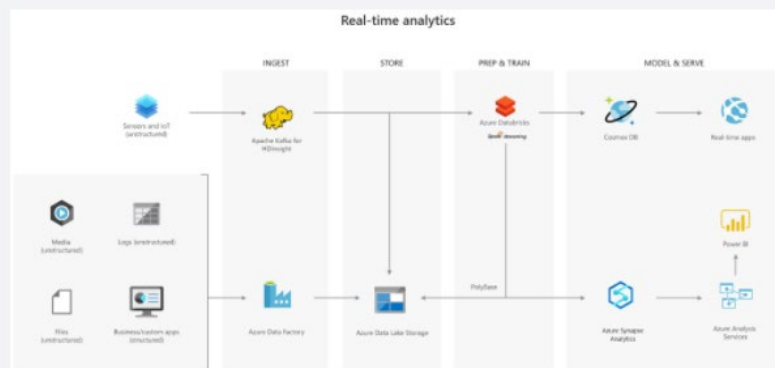 Real-time analytics
INGEST
STORE
PREP & TRAIN
MODEL & SERVE
Sensors and IoT
(unstructured)
Apache Kafka for
HDInsight
Azure Databricks
Spark Streaming
Cosmos DB
Real-time apps
Media
(unstructured)
Logs (unstructured)
Power BI
PolyBase
Files
(unstructured)
Business/custom apps
(structured)
Azure Data Factory
Azure Data Lake Storage
Azure Synapse
Analytics
Azure Analysis
Services